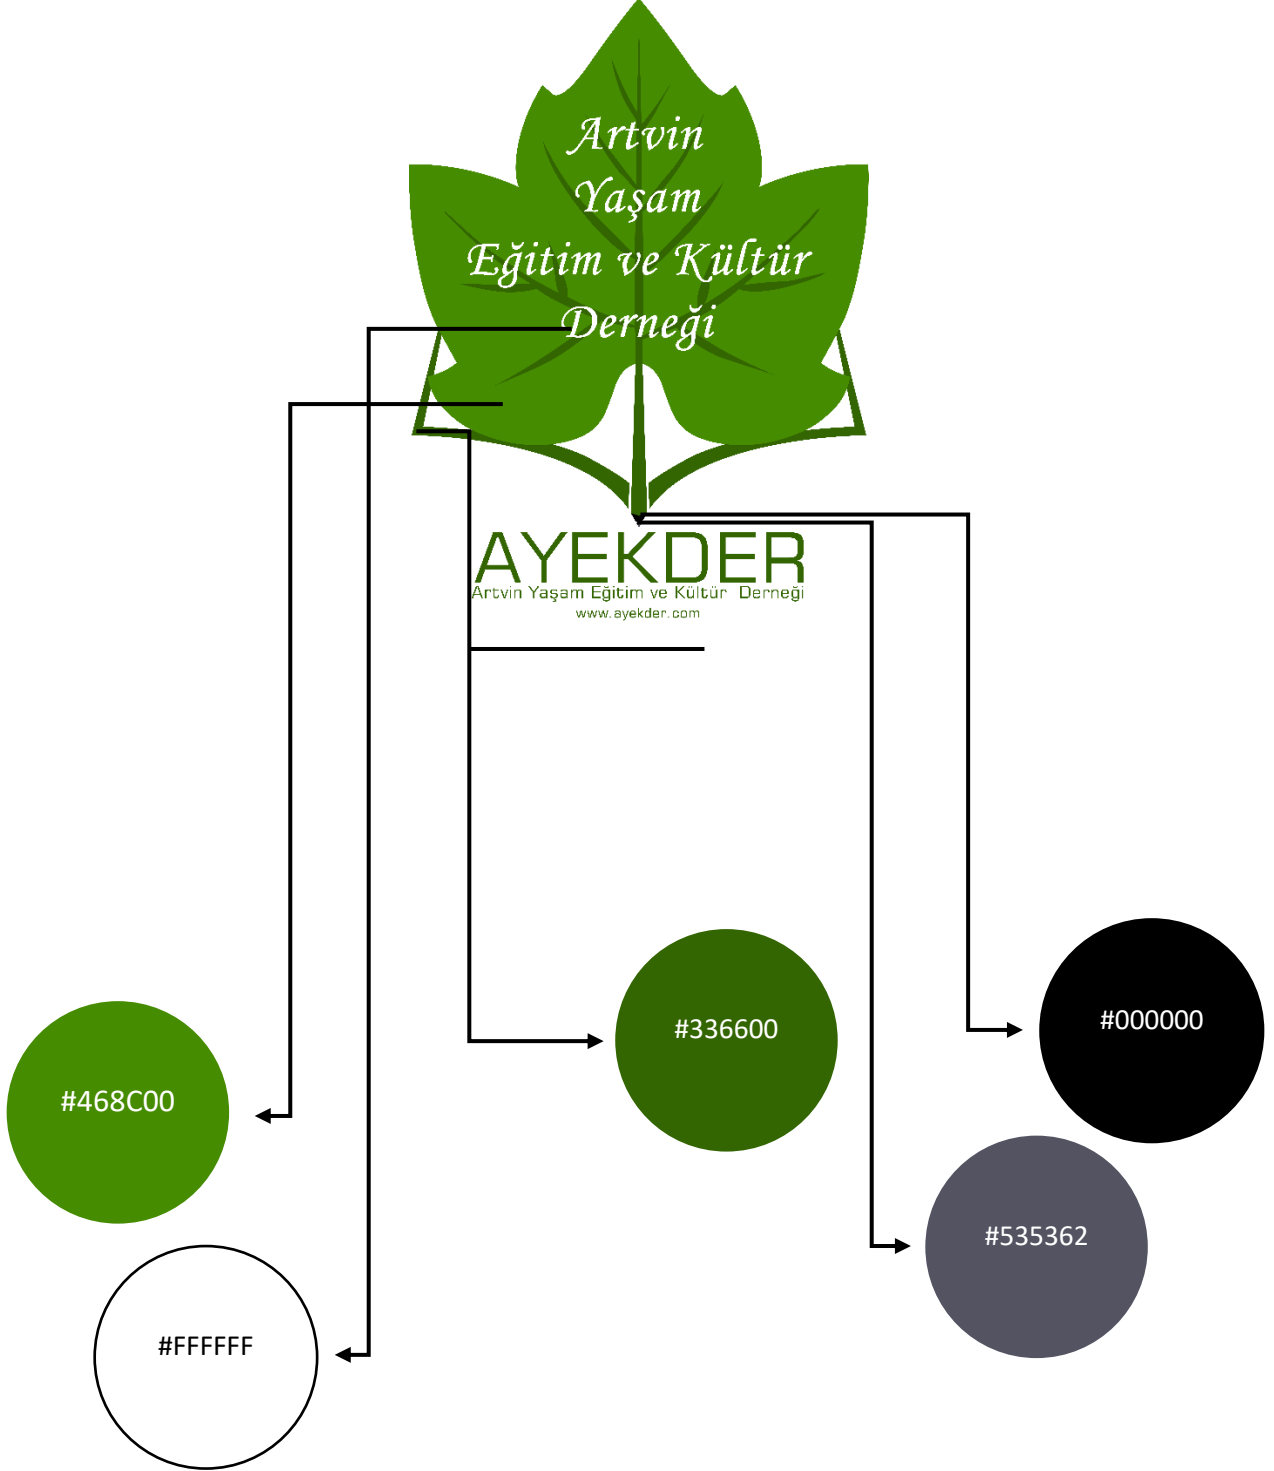 Artvin
Yaşam
Eğitim ve Kültür
Derneği
AYEKDER
Artvin Yaşam Eğitim ve Kültür Derneği
www.ayekder.com
#336600
#000000
#468C00
#535362
#FFFFFF